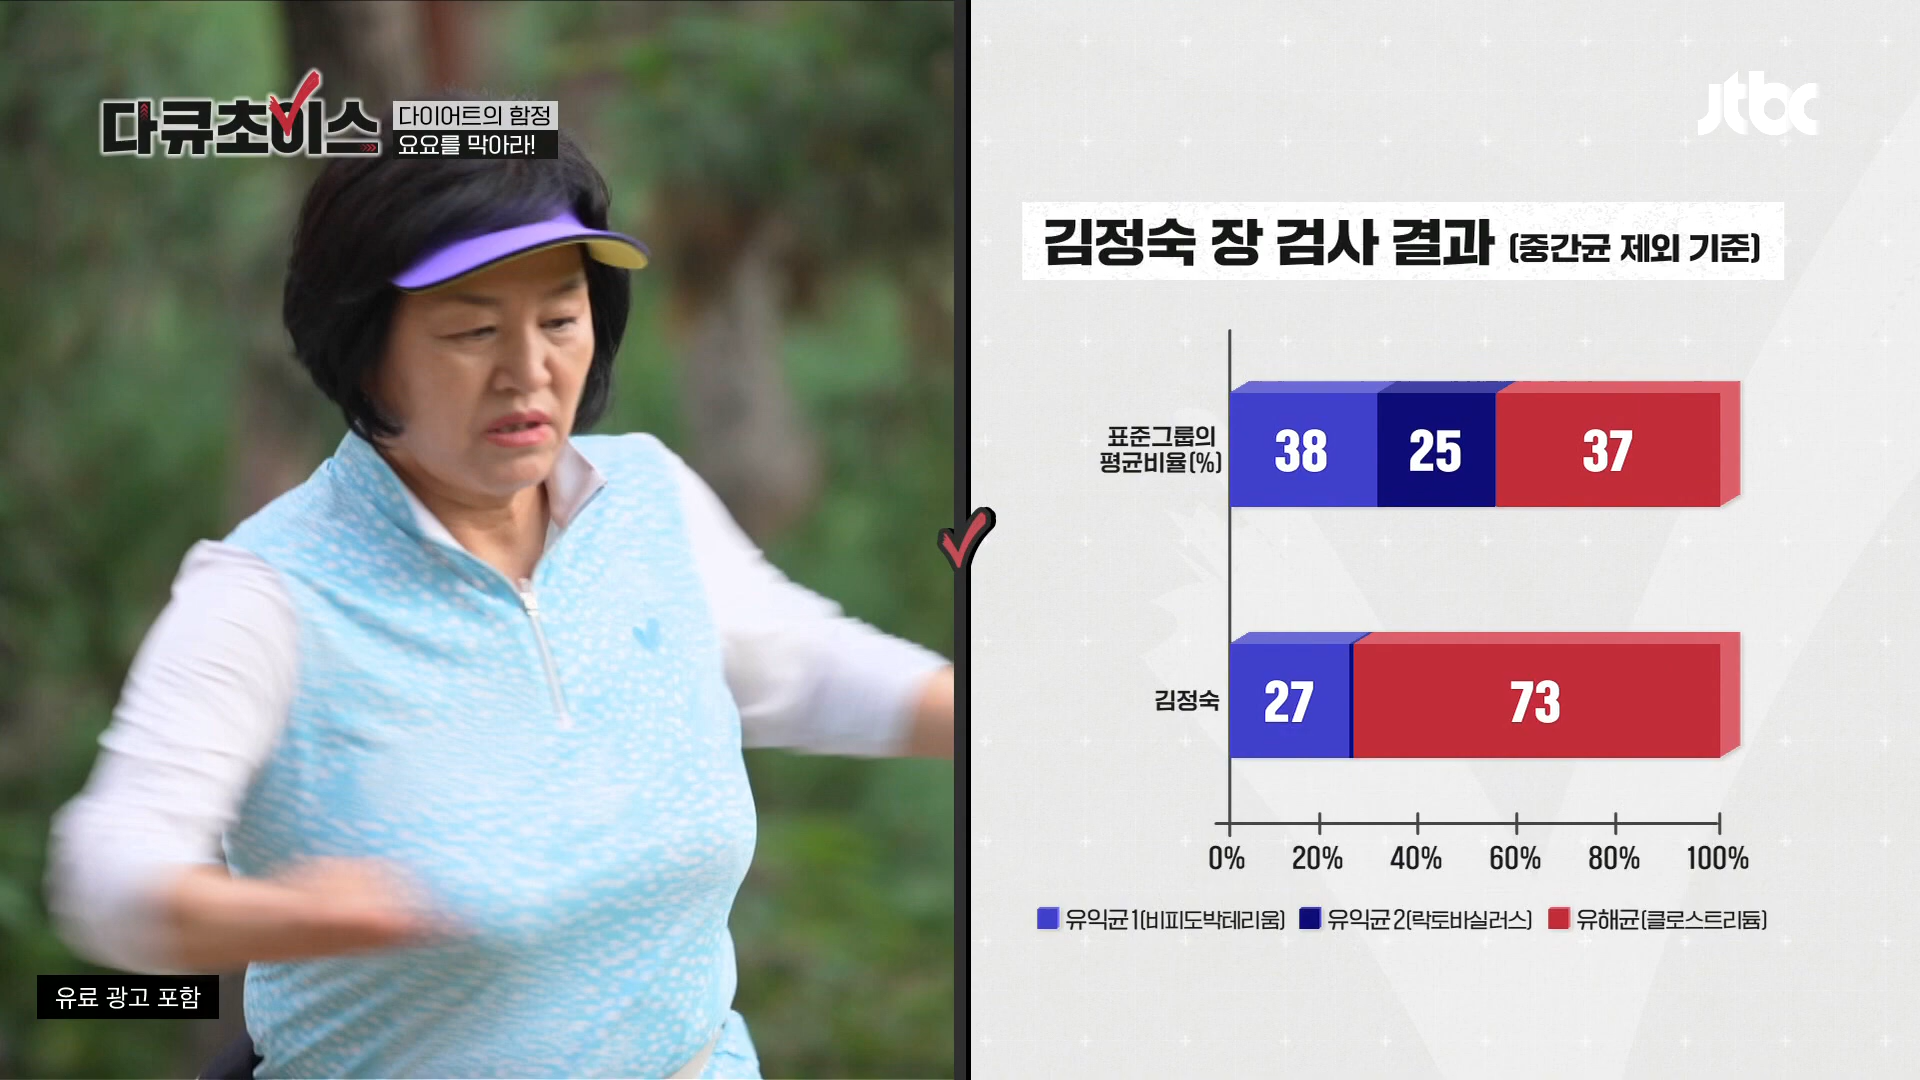 다큐초이스
다이어트의 함정
요요를 막아라!
jtbc
김정숙 장 검사 결과 (중간균 제외 기준)
표준그룹의
평균비율(%)
38
25
37
김정숙
27
73
0%
20%
40%
60%
80%
100%
유익균1(비피도박테리움)
유익균2(락토바실러스)
유해균(클로스트리듐)
유료 광고 포함